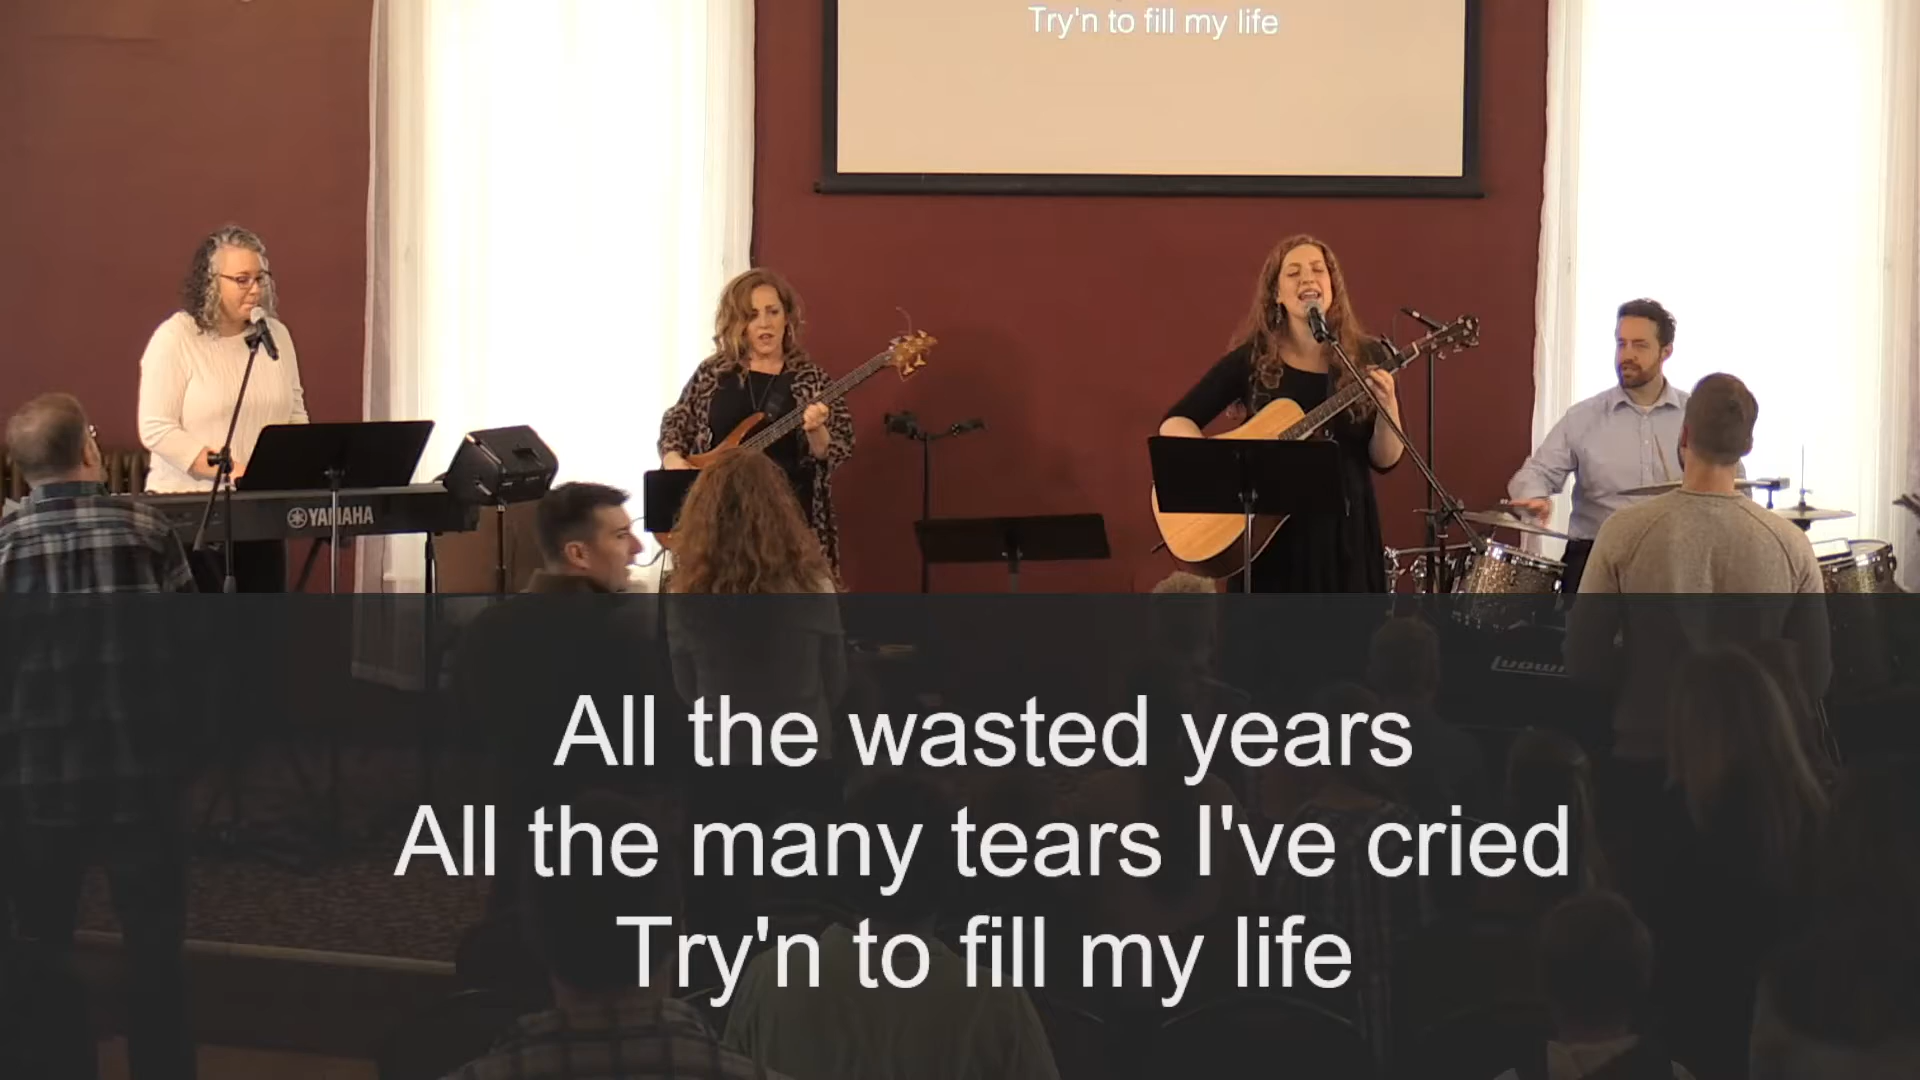 Try'n to fill my life
YAMAHA
All the wasted years
All the many tears I've cried
Try'n to fill my life